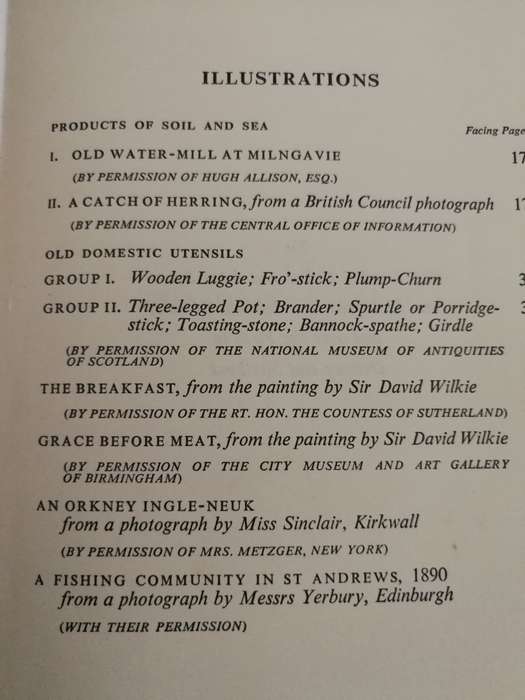 ILLUSTRATIONS
PRODUCTS OF SOIL AND SEA
Facing Page
I. OLD WATER-MILL AT MILNGAVIE 17
(BY PERMISSION OF HUGH ALLISON, ESQ.)
II. A CATCH OF HERRING, from a British Council photograph
(BY PERMISSION OF THE CENTRAL OFFICE OF INFORMATION)
OLD DOMESTIC UTENSILS
GROUP I. Wooden Luggie; Fro'-stick; Plump-Churn
GROUP II. Three-legged Pot; Brander; Spurtle or Porridge-
stick; Toasting-stone; Bannock-spathe; Girdle
(BY PERMISSION OF THE NATIONAL MUSEUM OF ANTIQUITIES
OF SCOTLAND)
THE BREAKFAST, from the painting by Sir David Wilkie
(BY PERMISSION OF THE RT. HON. THE COUNTESS OF SUTHERLAND)
GRACE BEFORE MEAT, from the painting by Sir David Wilkie
(BY PERMISSION OF THE CITY MUSEUM AND ART GALLERY
OF BIRMINGHAM)
AN ORKNEY INGLE-NEUK
from a photograph by Miss Sinclair, Kirkwall
(BY PERMISSION OF MRS. METZGER, NEW YORK)
A FISHING COMMUNITY IN ST ANDREWS, 1890
from a photograph by Messrs Yerbury, Edinburgh
(WITH THEIR PERMISSION)